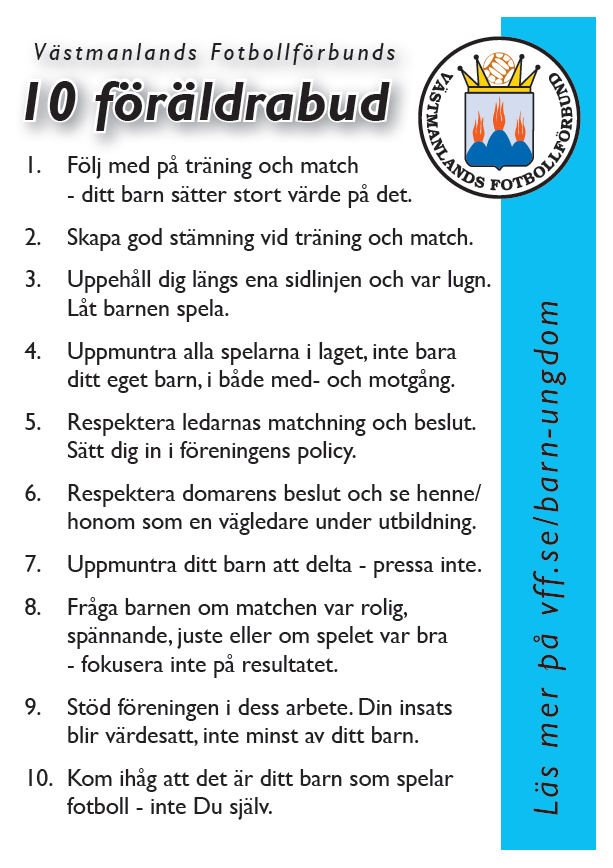 Västmanlands Fotbollförbunds
10 föräldrabud
VÄSTMANLANDS FOTBOLLFÖRBUND
1. Följ med på träning och match
- ditt barn sätter stort värde på det.
2. Skapa god stämning vid träning och match.
3. Uppehåll dig längs ena sidlinjen och var lugn.
Låt barnen spela.
4. Uppmuntra alla spelarna i laget, inte bara
ditt eget barn, i både med- och motgång.
5. Respektera ledarnas matchning och beslut.
Sätt dig in i föreningens policy.
6. Respektera domarens beslut och se henne/
honom som en vägledare under utbildning.
7. Uppmuntra ditt barn att delta - pressa inte.
8. Fråga barnen om matchen var rolig,
spännande, juste eller om spelet var bra
- fokusera inte på resultatet.
9. Stöd föreningen i dess arbete. Din insats
blir värdesatt, inte minst av ditt barn.
10. Kom ihåg att det är ditt barn som spelar
fotboll - inte Du själv.
Läs mer på vff.se/barn-ungdom